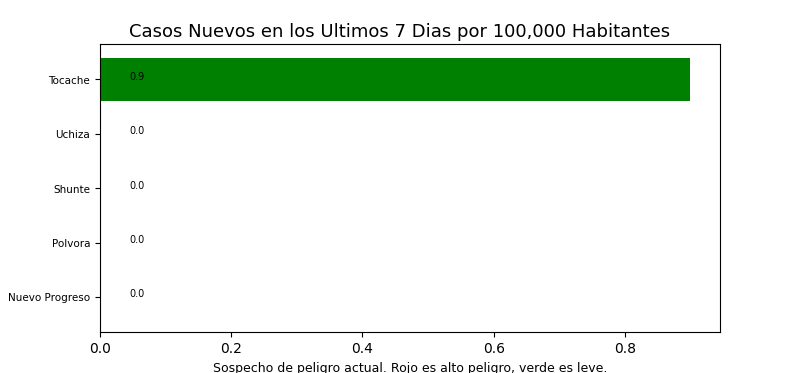 Casos Nuevos en los Ultimos 7 Dias por 100,000 Habitantes
Tocache 0.9
Uchiza 0.0
Shunte 0.0
Polvora 0.0
Nuevo Progreso 0.0
0.0 0.2 0.4 0.6 0.8
Sospecho de peligro actual. Rojo es alto peligro, verde es leve.